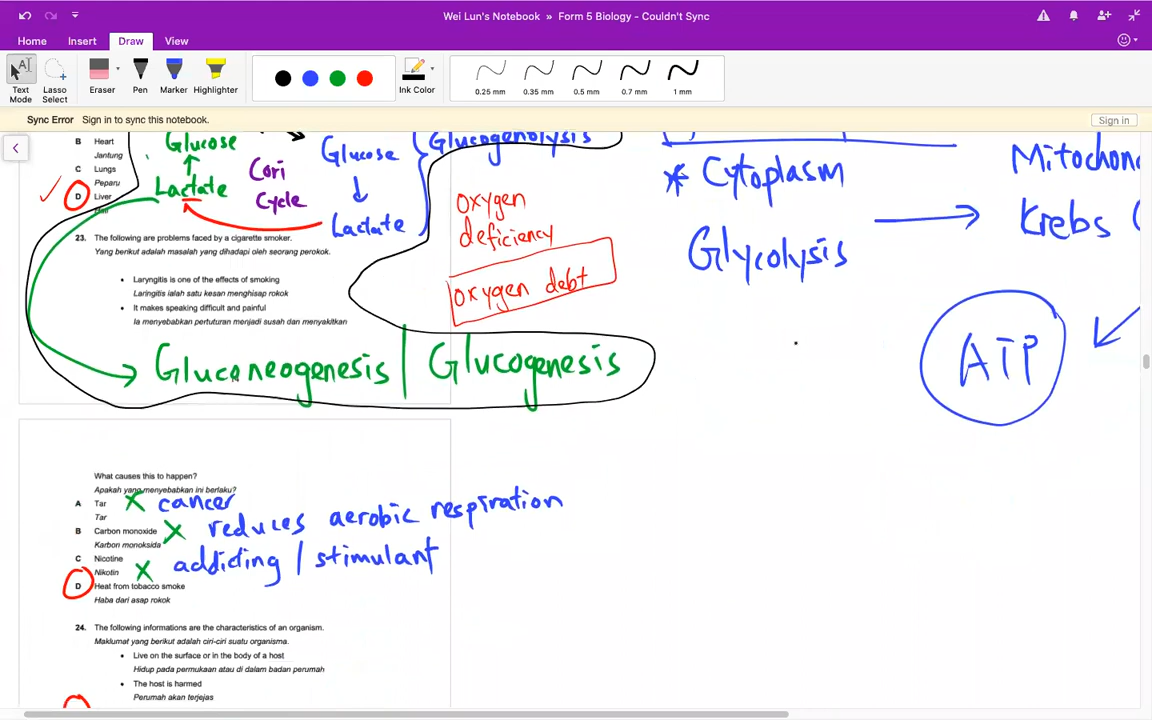 Wei Lun's Notebook » Form 5 Biology - Couldn't Sync
Home Insert Draw View
Text Mode
Lasso Select
Eraser
Pen
Marker
Highlighter
Ink Color
0.25 mm
0.35 mm
0.5 mm
0.7 mm
1 mm
Sync Error Sign in to sync this notebook.
Sign in
B Heart
Jantung
C Lungs
Peparu
D Liver
Glucose
Lactate
Cori
Cycle
Glucose
Lactate
Glucogenolysis
oxygen
deficiency
oxygen debt
* Cytoplasm
Glycolysis
Krebs
ATP
23. The following are problems faced by a cigarette smoker.
Yang berikut adalah masalah yang dihadapi oleh seorang perokok.
• Laryngitis is one of the effects of smoking
Laringitis ialah satu kesan menghisap rokok
• It makes speaking difficult and painful
Ia menyebabkan pertuturan menjadi susah dan menyakitkan
Glucaneogenesis | Glucogenesis
What causes this to happen?
Apakah yang menyebabkan ini berlaku?
A Tar X cancer
Tar
B Carbon monoxide X reduces aerobic respiration
Karbon monoksida
C Nicotine X addicting / stimulant
Nikotin
D Heat from tobacco smoke
Haba dari asap rokok
24. The following informations are the characteristics of an organism.
Maklumat yang berikut adalah ciri-ciri suatu organisma.
• Live on the surface or in the body of a host
Hidup pada permukaan atau di dalam badan perumah
• The host is harmed
Perumah akan terjejas